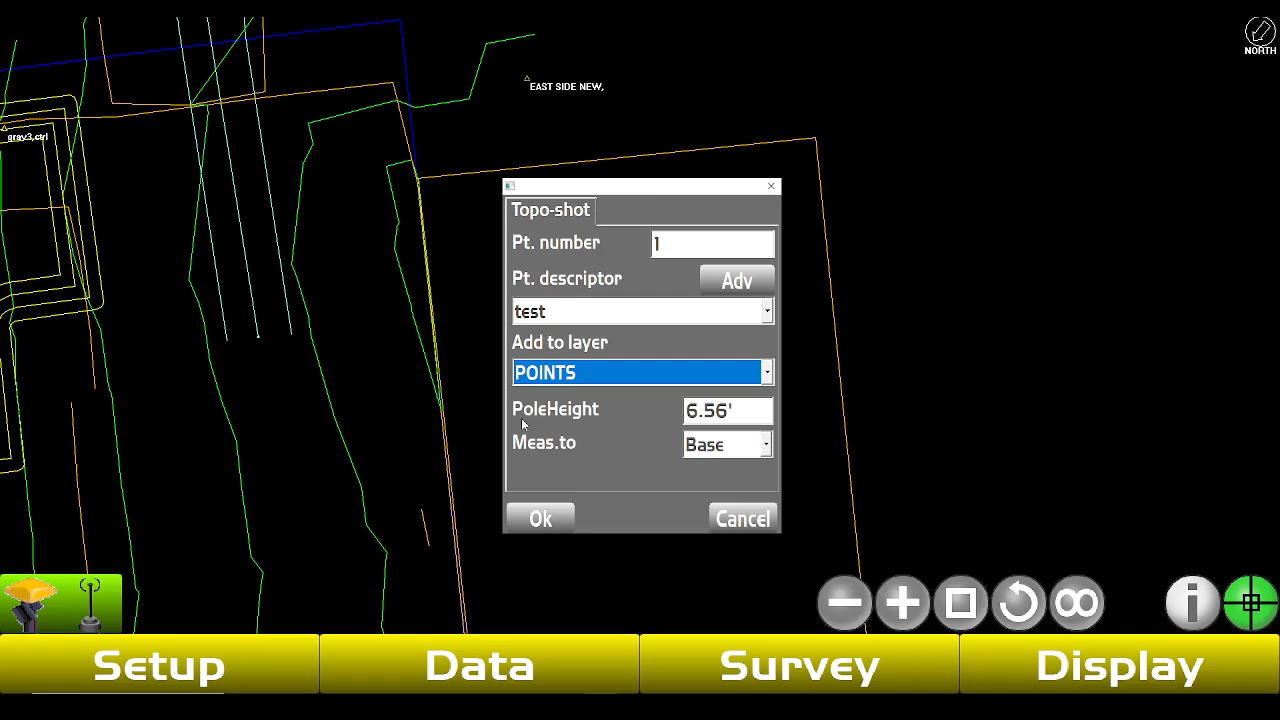 NORTH
EAST SIDE NEW,
grav3,ctrl
Topo-shot
Pt. number 1
Pt. descriptor Adv
test
Add to layer
POINTS
PoleHeight 6.56'
Meas.to Base
Ok Cancel
Setup Data Survey Display